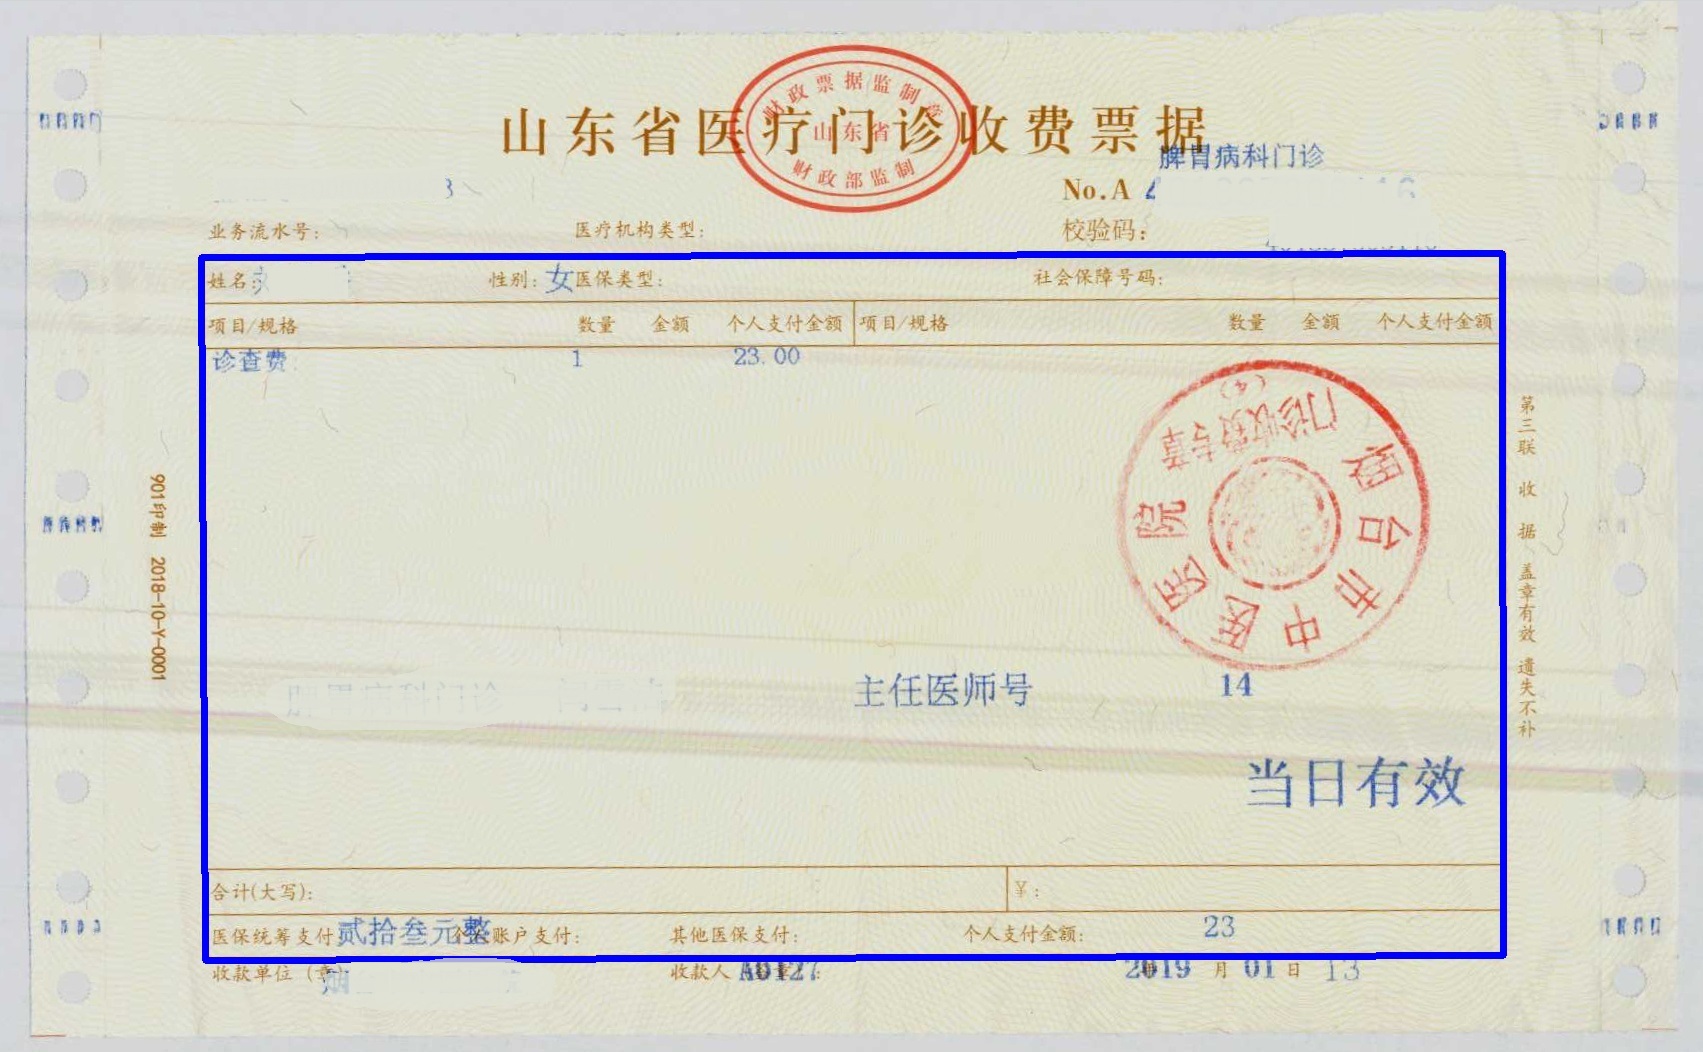 财政票据监制章
山东省
财政部监制
山东省医疗门诊收费票据
脾胃病科门诊
No.A
业务流水号: 医疗机构类型: 校验码:
姓名: 性别: 女 医保类型: 社会保障号码:
项目/规格 数量 金额 个人支付金额 项目/规格 数量 金额 个人支付金额
诊查费 1 23.00
烟台市中医医院
门诊收费专章
(4)
主任医师号 14
当日有效
合计(大写): ¥:
医保统筹支付 贰拾叁元整 个人账户支付: 其他医保支付: 个人支付金额: 23
收款单位(章) 收款人 A0127 2019 月 01 日 13
901印制 2018-10-Y-0001
第三联 收据 盖章有效 遗失不补